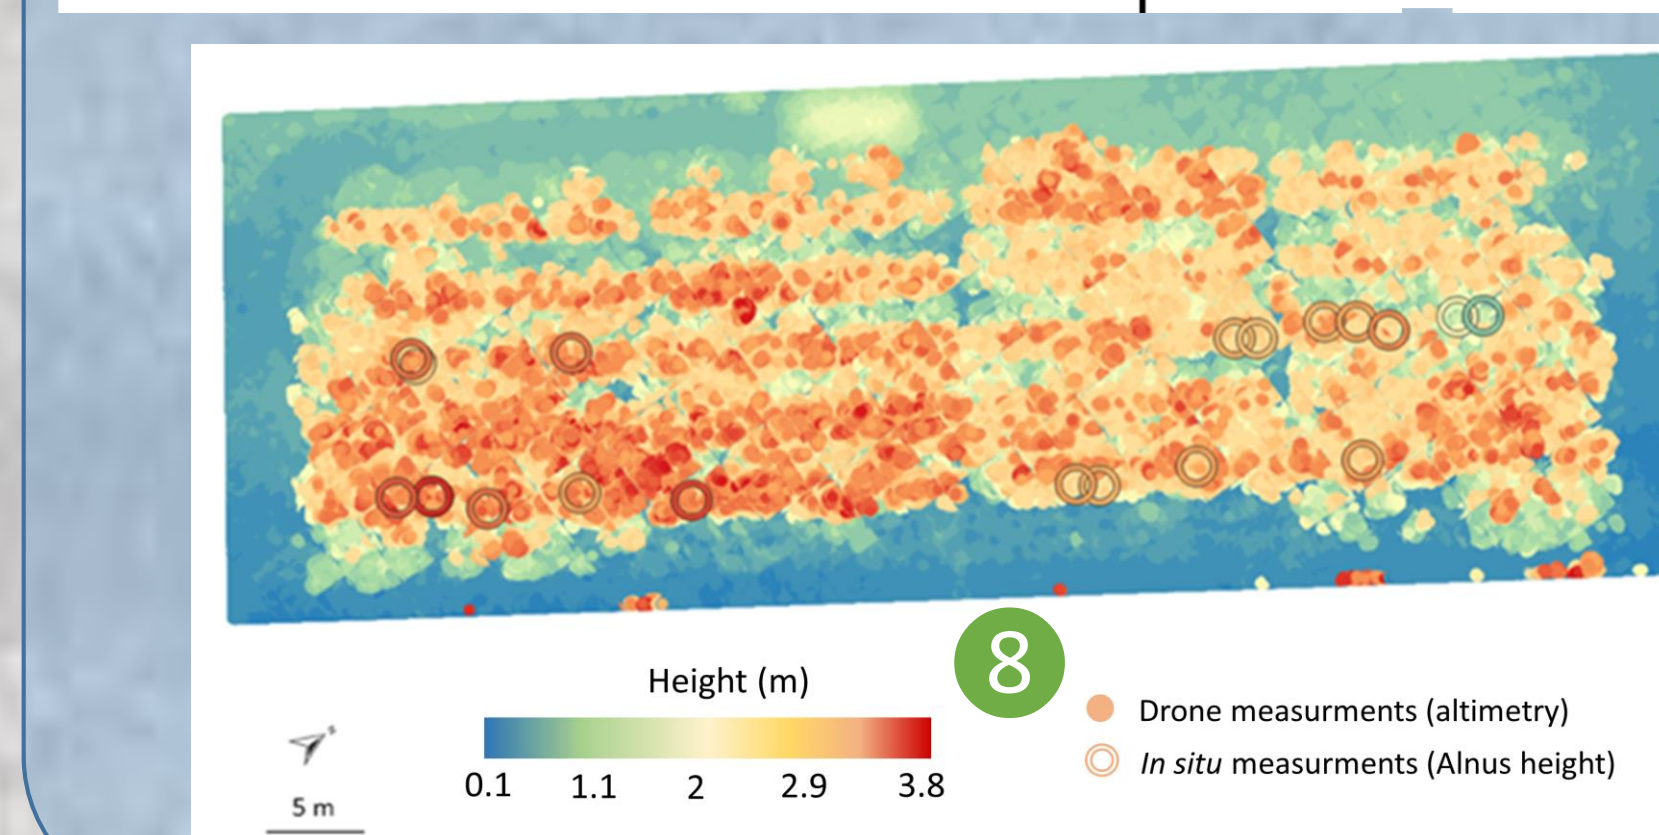 Height (m)
0.1 1.1 2 2.9 3.8
5 m
8
Drone measurments (altimetry)
In situ measurments (Alnus height)